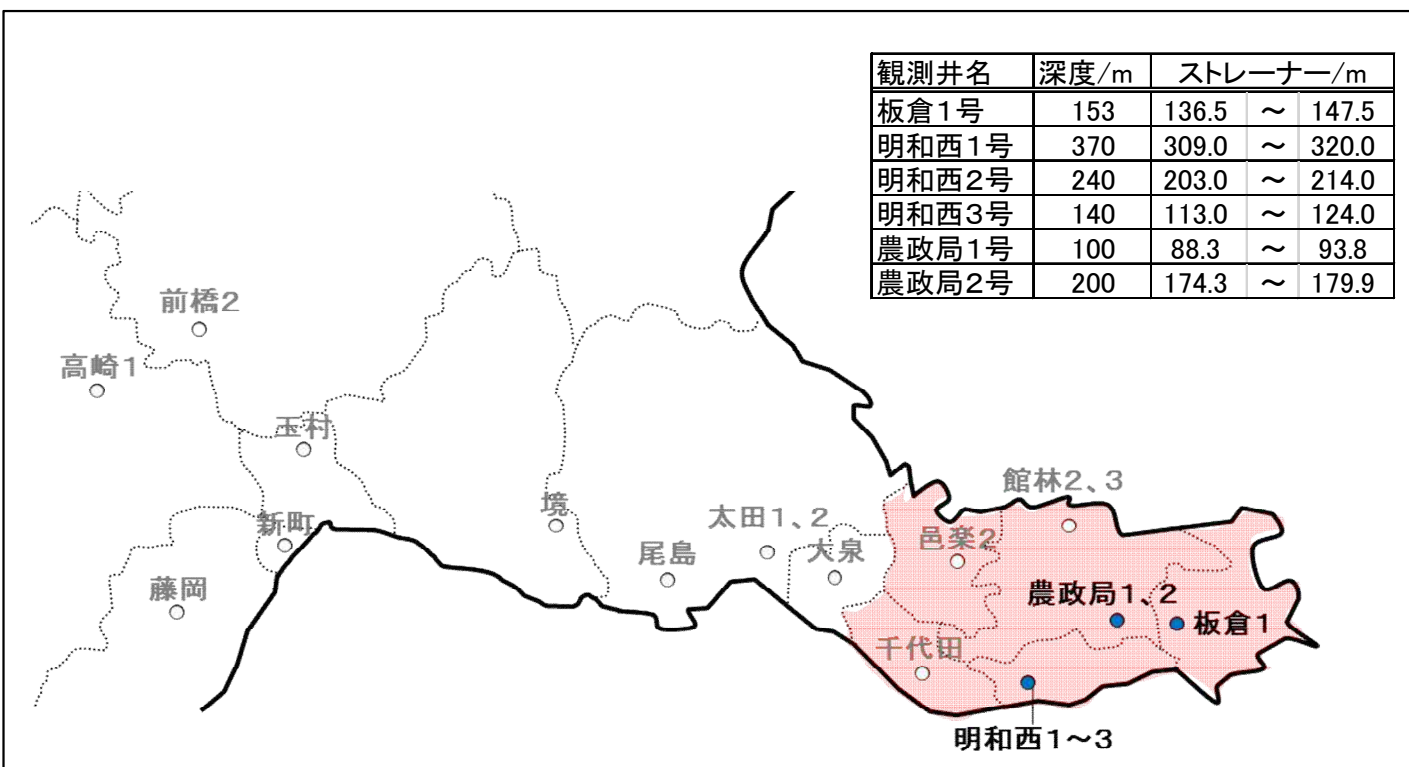 観測井名 深度/m ストレーナー/m
板倉1号 153 136.5 ～ 147.5
明和西1号 370 309.0 ～ 320.0
明和西2号 240 203.0 ～ 214.0
明和西3号 140 113.0 ～ 124.0
農政局1号 100 88.3 ～ 93.8
農政局2号 200 174.3 ～ 179.9
前橋2
高崎1
玉村
新町
藤岡
境
尾島
太田1、2
大泉
館林2、3
邑楽2
農政局1、2
板倉1
千代田
明和西1～3